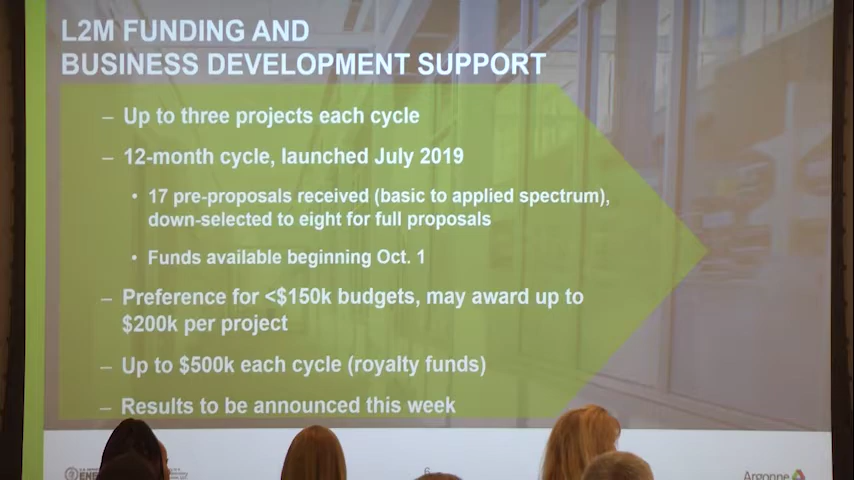 L2M FUNDING AND
BUSINESS DEVELOPMENT SUPPORT
– Up to three projects each cycle
– 12-month cycle, launched July 2019
• 17 pre-proposals received (basic to applied spectrum),
down-selected to eight for full proposals
• Funds available beginning Oct. 1
– Preference for <$150k budgets, may award up to
$200k per project
– Up to $500k each cycle (royalty funds)
– Results to be announced this week
6
Argonne